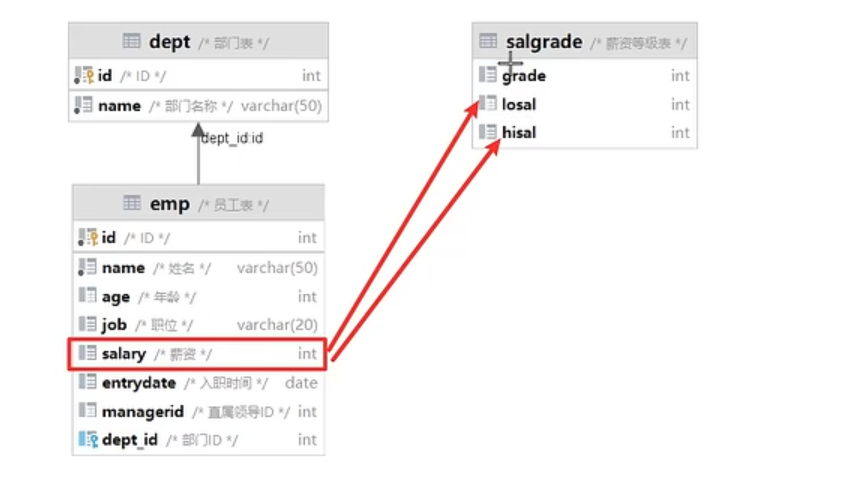 dept /* 部门表 */
id /* ID */ int
name /* 部门名称 */ varchar(50)
dept_id:id
emp /* 员工表 */
id /* ID */ int
name /* 姓名 */ varchar(50)
age /* 年龄 */ int
job /* 职位 */ varchar(20)
salary /* 薪资 */ int
entrydate /* 入职时间 */ date
managerid /* 直属领导ID */ int
dept_id /* 部门ID */ int
salgrade /* 薪资等级表 */
grade int
losal int
hisal int